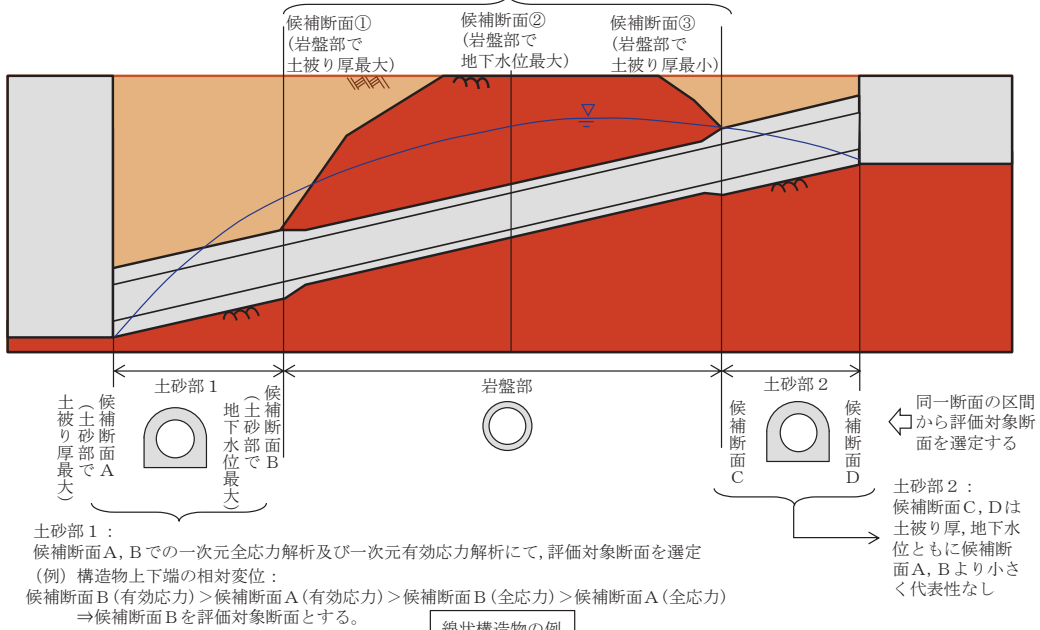 候補断面①
(岩盤部で
土被り厚最大)
候補断面②
(岩盤部で
地下水位最大)
候補断面③
(岩盤部で
土被り厚最小)
土砂部1
岩盤部
土砂部2
候補断面A
(土砂部で
土被り厚最大)
候補断面B
(土砂部で
地下水位最大)
候補断面C
候補断面D
同一断面の区間
から評価対象断
面を選定する
土砂部2:
候補断面C, Dは
土被り厚, 地下水
位ともに候補断
面A, Bより小さ
く代表性なし
土砂部1:
候補断面A, Bでの一次元全応力解析及び一次元有効応力解析にて, 評価対象断面を選定
(例) 構造物上下端の相対変位:
候補断面B(有効応力)>候補断面A(有効応力)>候補断面B(全応力)>候補断面A(全応力)
⇒候補断面Bを評価対象断面とする。
線状構造物の例